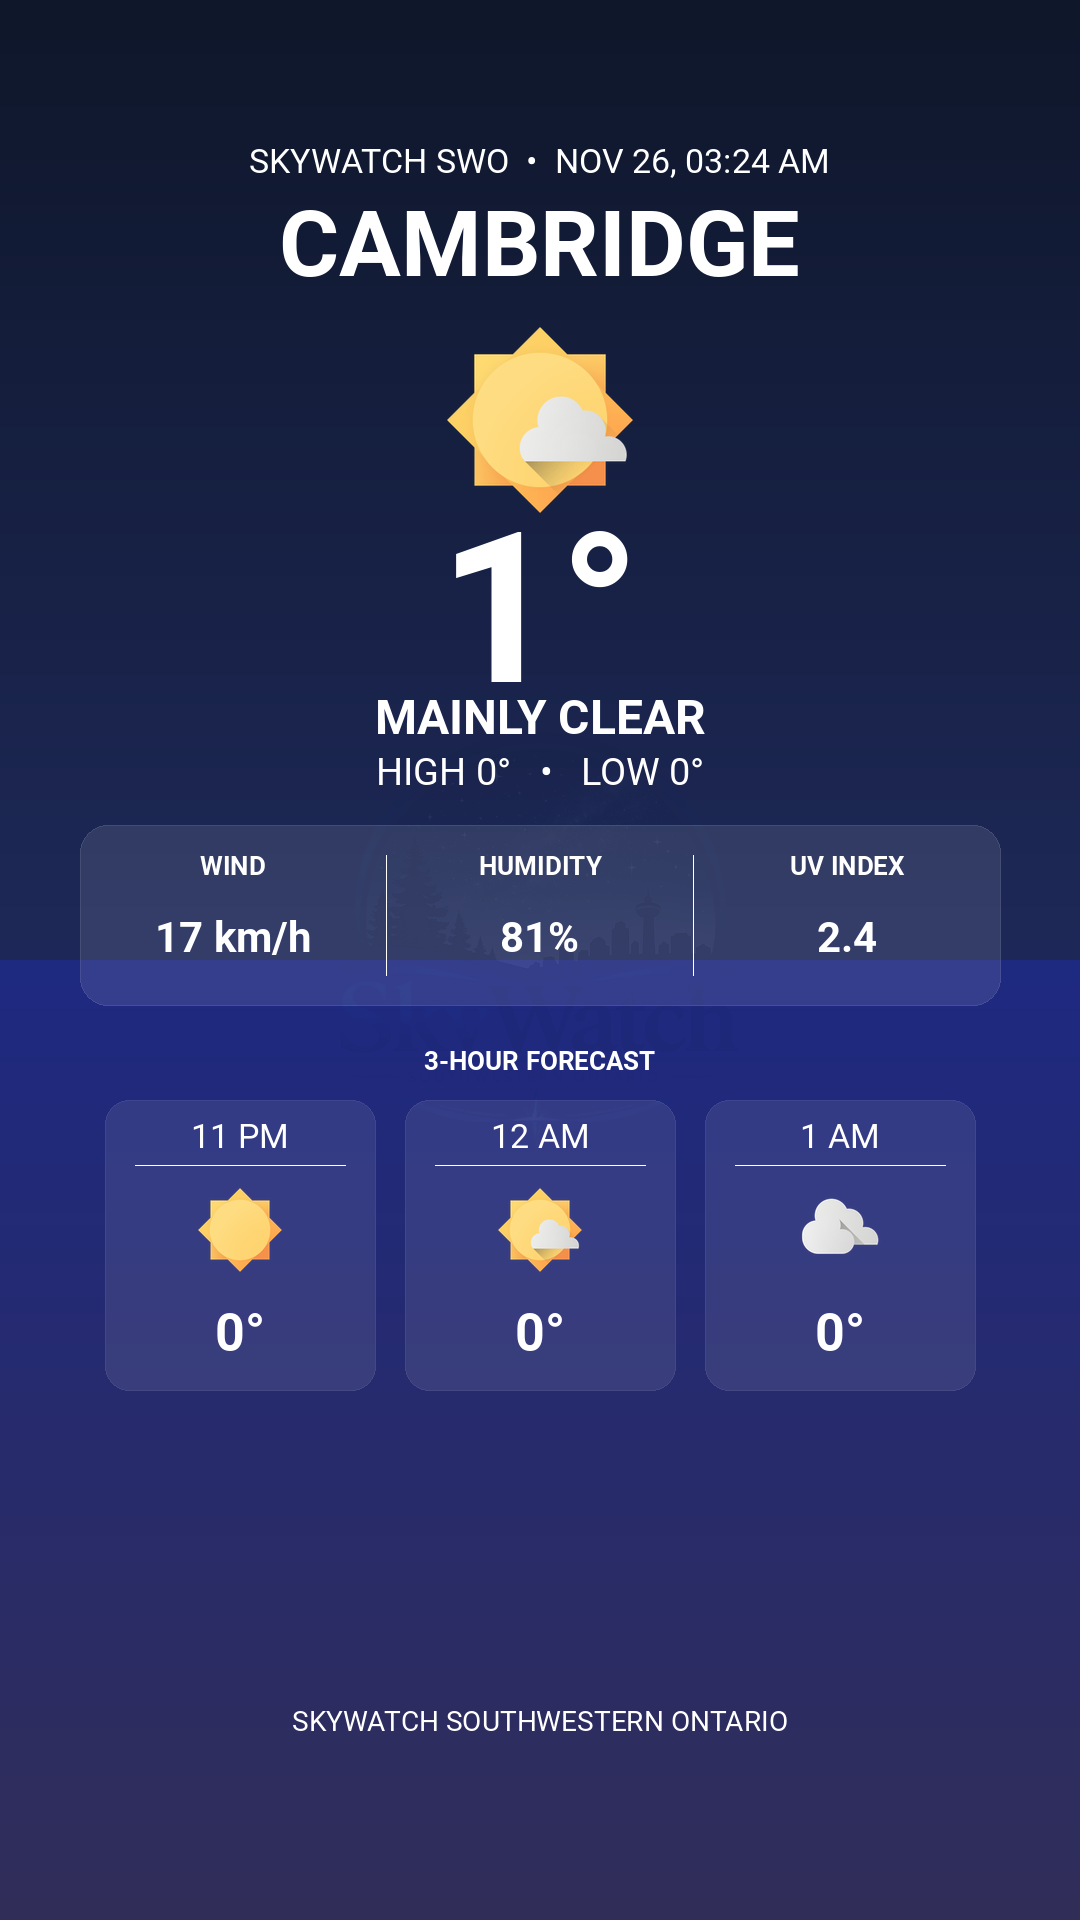 SKYWATCH SWO • NOV 26, 03:24 AM
CAMBRIDGE
1°
MAINLY CLEAR
HIGH 0° • LOW 0°
WIND HUMIDITY UV INDEX
17 km/h 81% 2.4
SkyWatch
3-HOUR FORECAST
11 PM 12 AM 1 AM
0° 0° 0°
SKYWATCH SOUTHWESTERN ONTARIO